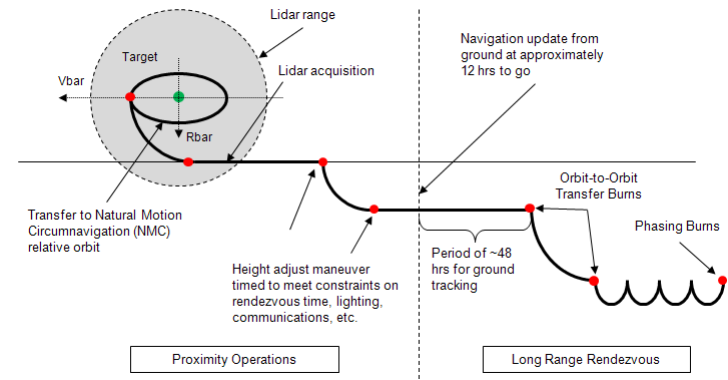 Lidar range
Target
Lidar acquisition
Vbar
Rbar
Navigation update from
ground at approximately
12 hrs to go
Transfer to Natural Motion
Circumnavigation (NMC)
relative orbit
Height adjust maneuver
timed to meet constraints on
rendezvous time, lighting,
communications, etc.
Period of ~48
hrs for ground
tracking
Orbit-to-Orbit
Transfer Burns
Phasing Burns
Proximity Operations
Long Range Rendezvous